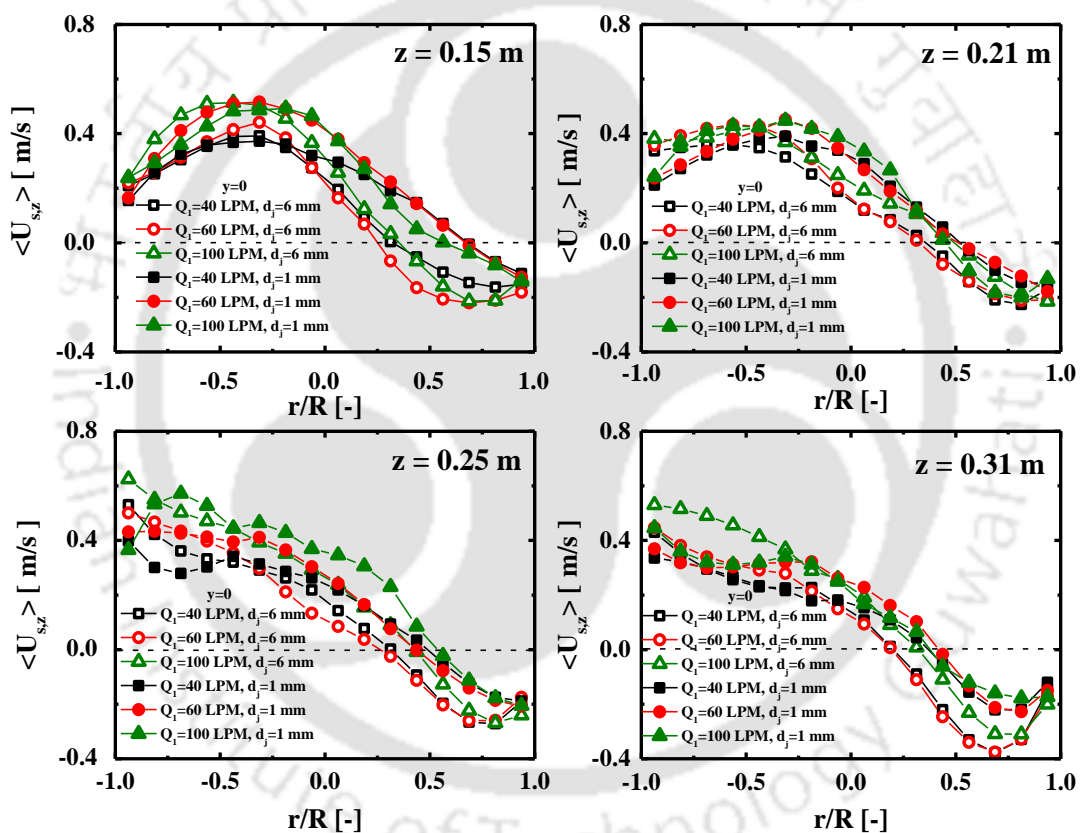 0.8
0.4
0.0
-0.4
<U_{s,z}> [ m/s]
z = 0.15 m
y=0
Q_1=40 LPM, d_j=6 mm
Q_1=60 LPM, d_j=6 mm
Q_1=100 LPM, d_j=6 mm
Q_1=40 LPM, d_j=1 mm
Q_1=60 LPM, d_j=1 mm
Q_1=100 LPM, d_j=1 mm
-1.0 -0.5 0.0 0.5 1.0
r/R [-]
0.8
0.4
0.0
-0.4
<U_{s,z}> [ m/s]
z = 0.21 m
y=0
Q_1=40 LPM, d_j=6 mm
Q_1=60 LPM, d_j=6 mm
Q_1=100 LPM, d_j=6 mm
Q_1=40 LPM, d_j=1 mm
Q_1=60 LPM, d_j=1 mm
Q_1=100 LPM, d_j=1 mm
-1.0 -0.5 0.0 0.5 1.0
r/R [-]
0.8
0.4
0.0
-0.4
<U_{s,z}> [ m/s]
z = 0.25 m
y=0
Q_1=40 LPM, d_j=6 mm
Q_1=60 LPM, d_j=6 mm
Q_1=100 LPM, d_j=6 mm
Q_1=40 LPM, d_j=1 mm
Q_1=60 LPM, d_j=1 mm
Q_1=100 LPM, d_j=1 mm
-1.0 -0.5 0.0 0.5 1.0
r/R [-]
0.8
0.4
0.0
-0.4
<U_{s,z}> [ m/s]
z = 0.31 m
y=0
Q_1=40 LPM, d_j=6 mm
Q_1=60 LPM, d_j=6 mm
Q_1=100 LPM, d_j=6 mm
Q_1=40 LPM, d_j=1 mm
Q_1=60 LPM, d_j=1 mm
Q_1=100 LPM, d_j=1 mm
-1.0 -0.5 0.0 0.5 1.0
r/R [-]